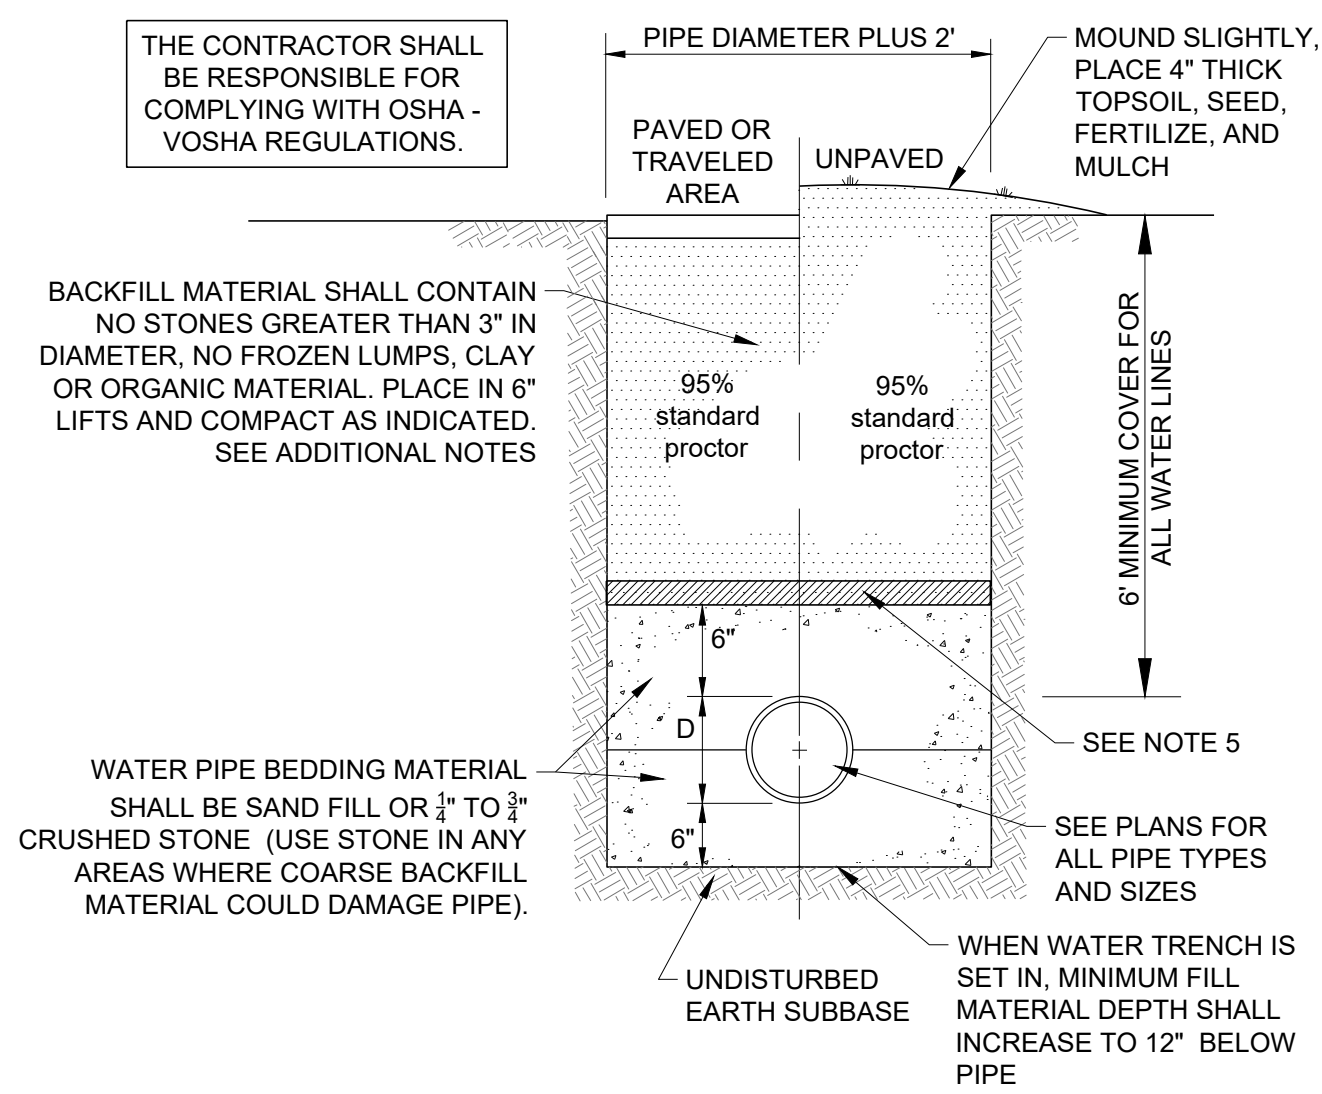 THE CONTRACTOR SHALL
BE RESPONSIBLE FOR
COMPLYING WITH OSHA -
VOSHA REGULATIONS.
PIPE DIAMETER PLUS 2'
MOUND SLIGHTLY,
PLACE 4" THICK
TOPSOIL, SEED,
FERTILIZE, AND
MULCH
PAVED OR
TRAVELED
AREA
UNPAVED
BACKFILL MATERIAL SHALL CONTAIN
NO STONES GREATER THAN 3" IN
DIAMETER, NO FROZEN LUMPS, CLAY
OR ORGANIC MATERIAL. PLACE IN 6"
LIFTS AND COMPACT AS INDICATED.
SEE ADDITIONAL NOTES
95%
standard
proctor
95%
standard
proctor
6' MINIMUM COVER FOR
ALL WATER LINES
6"
D
6"
SEE NOTE 5
WATER PIPE BEDDING MATERIAL
SHALL BE SAND FILL OR 1/4" TO 3/4"
CRUSHED STONE (USE STONE IN ANY
AREAS WHERE COARSE BACKFILL
MATERIAL COULD DAMAGE PIPE).
SEE PLANS FOR
ALL PIPE TYPES
AND SIZES
UNDISTURBED
EARTH SUBBASE
WHEN WATER TRENCH IS
SET IN, MINIMUM FILL
MATERIAL DEPTH SHALL
INCREASE TO 12" BELOW
PIPE